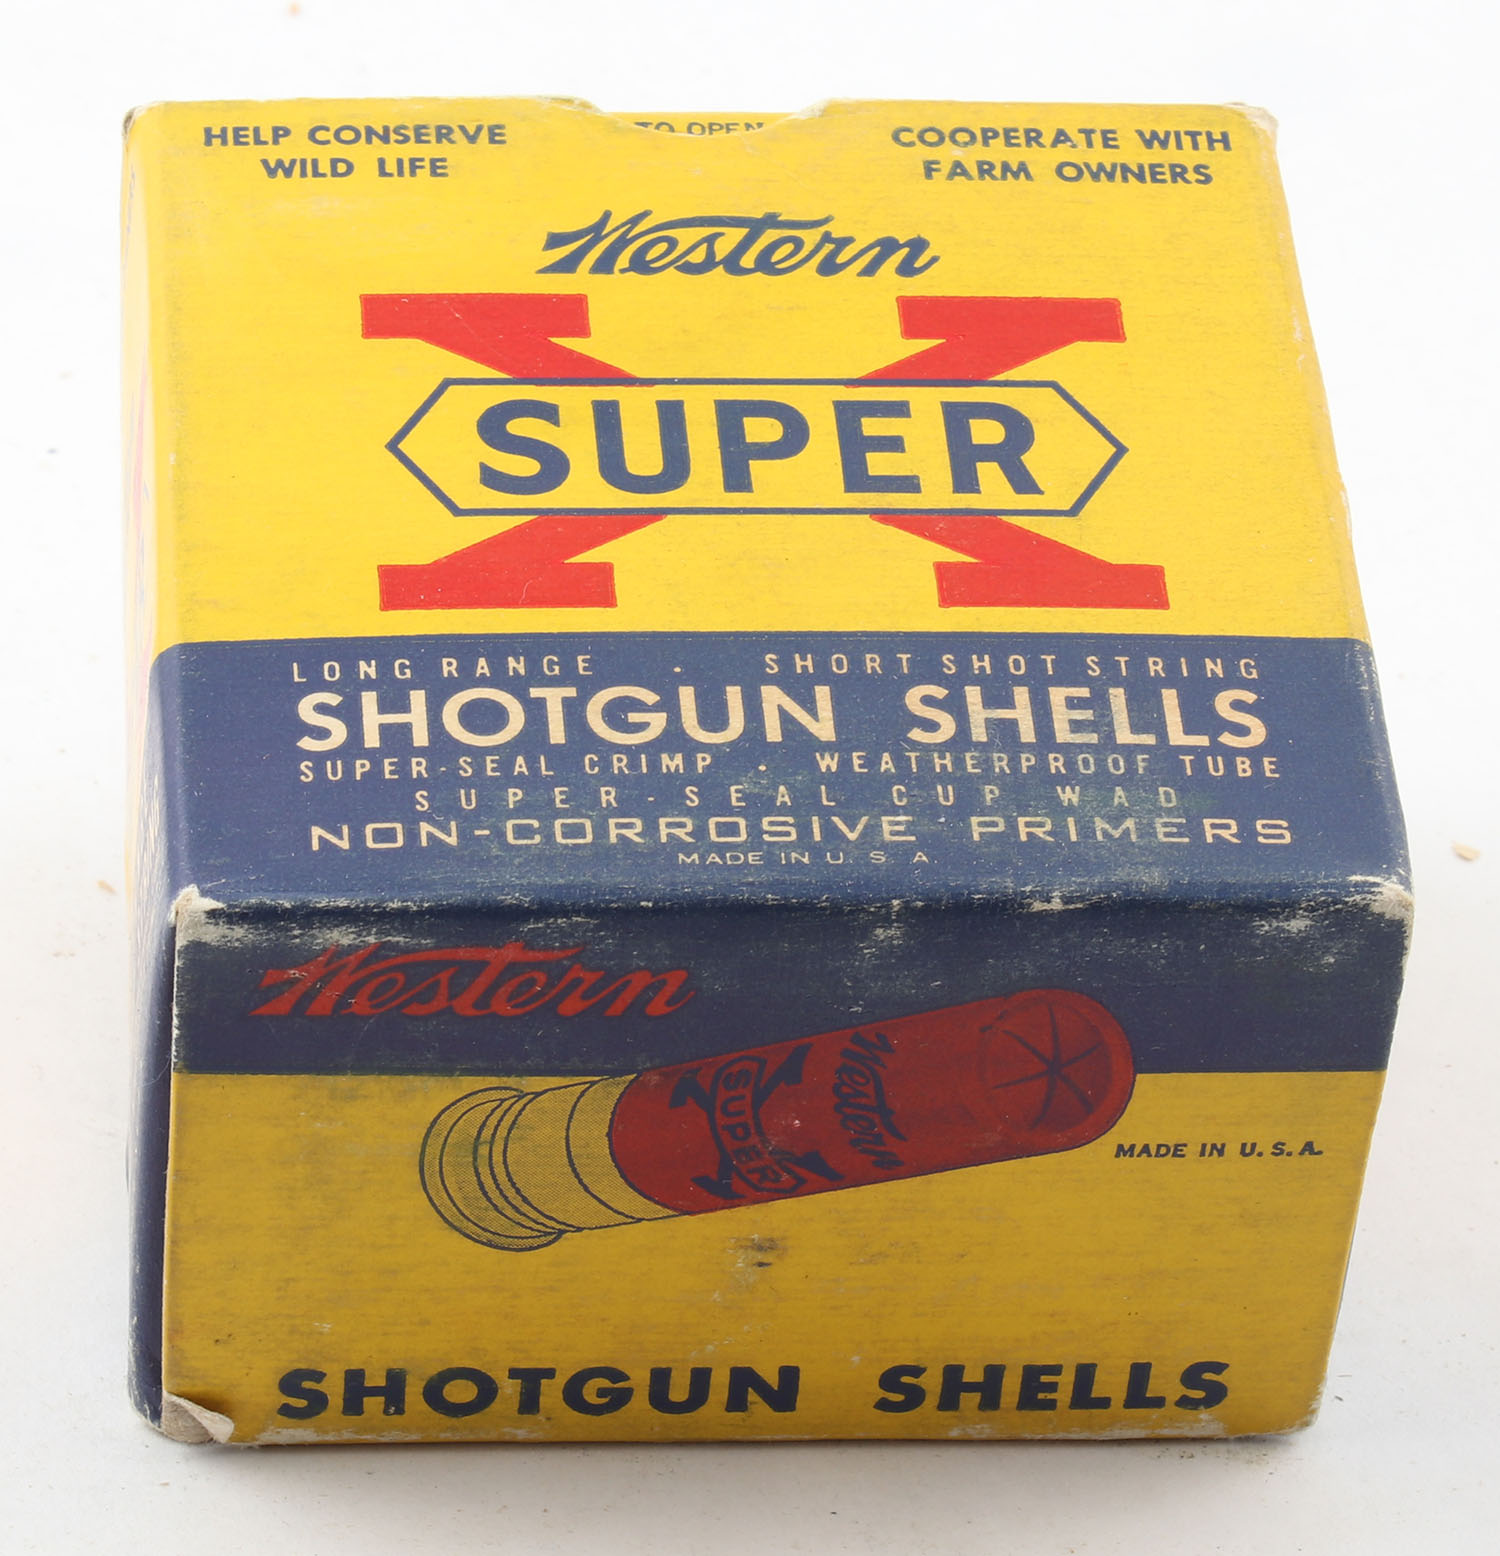 HELP CONSERVE
WILD LIFE
TO OPEN
COOPERATE WITH
FARM OWNERS
Western
X
SUPER
LONG RANGE . SHORT SHOT STRING
SHOTGUN SHELLS
SUPER-SEAL CRIMP . WEATHERPROOF TUBE
SUPER-SEAL CUP WAD
NON-CORROSIVE PRIMERS
MADE IN U S A
Western
SUPER X
Western
MADE IN U.S.A.
SHOTGUN SHELLS